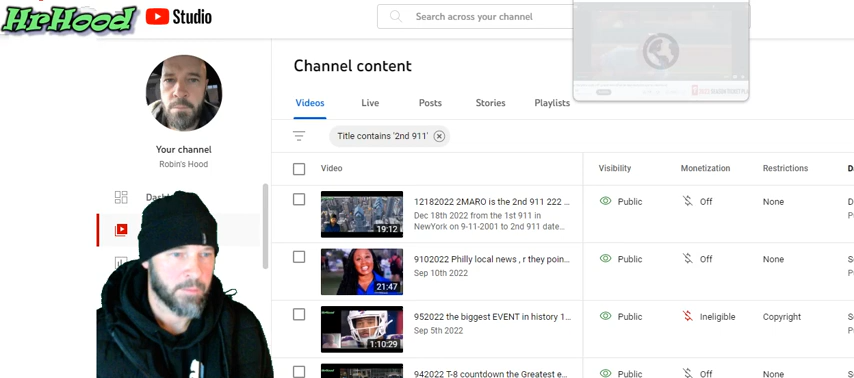 HrHood
Studio
Search across your channel
Channel content
Videos
Live
Posts
Stories
Playlists
Your channel
Robin's Hood
Title contains '2nd 911'
Video
Visibility
Monetization
Restrictions
12182022 2MARO is the 2nd 911 222 ...
Dec 18th 2022 from the 1st 911 in
NewYork on 9-11-2001 to 2nd 911 date...
19:12
Public
Off
None
9102022 Philly local news , r they poin...
Sep 10th 2022
21:47
Public
Off
None
952022 the biggest EVENT in history 1...
Sep 5th 2022
1:10:29
Public
Ineligible
Copyright
942022 T-8 countdown the Greatest e...
Public
Off
None